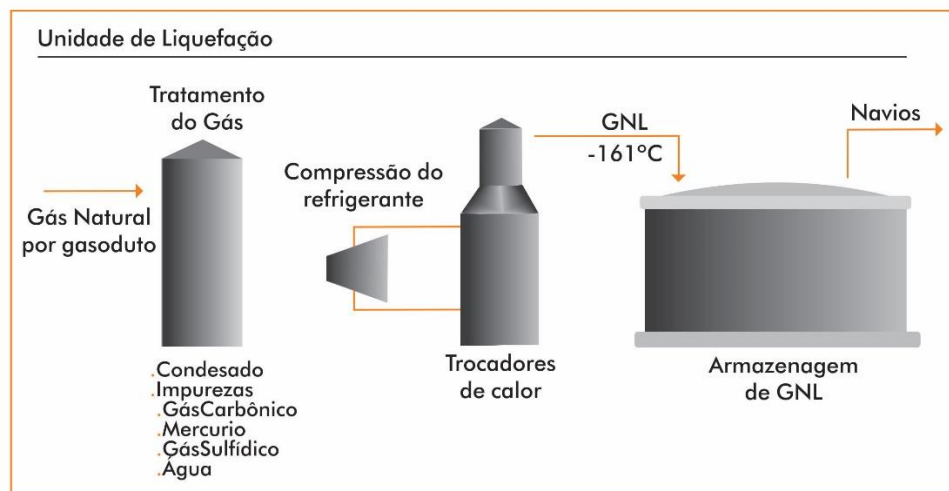 Unidade de Liquefação
Tratamento
do Gás
Gás Natural
por gasoduto
.Condesado
.Impurezas
.GásCarbônico
.Mercurio
.GásSulfídico
.Água
Compressão do
refrigerante
Trocadores
de calor
GNL
-161ºC
Navios
Armazenagem
de GNL